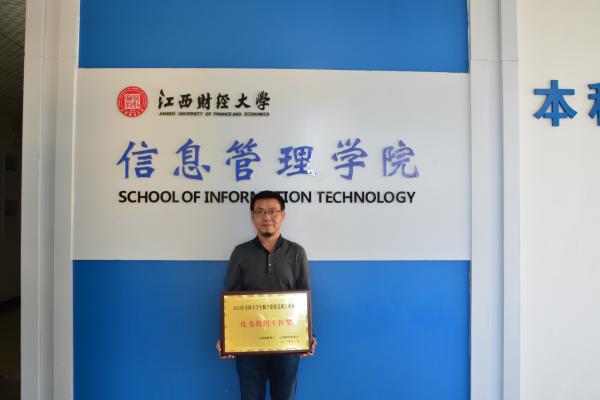 江西财经大学
JIANGXI UNIVERSITY OF FINANCE AND ECONOMICS
信息管理学院
SCHOOL OF INFORMATION TECHNOLOGY
本科
优秀组织工作奖